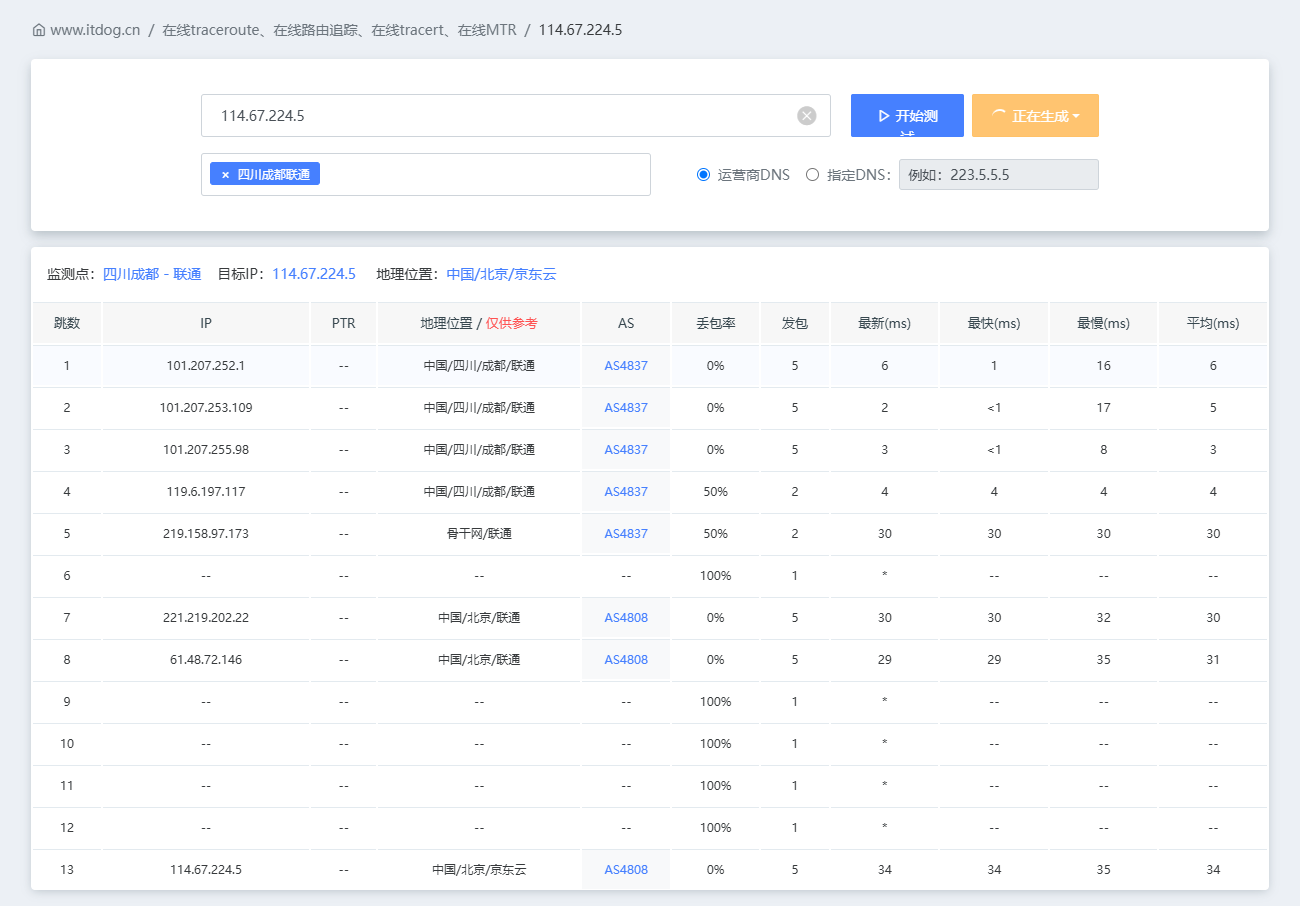 www.itdog.cn / 在线traceroute、在线路由追踪、在线tracert、在线MTR / 114.67.224.5
114.67.224.5 开始测试 正在生成
× 四川成都联通 运营商DNS 指定DNS: 例如：223.5.5.5
监测点：四川成都 - 联通 目标IP：114.67.224.5 地理位置：中国/北京/京东云
跳数 IP PTR 地理位置 / 仅供参考 AS 丢包率 发包 最新(ms) 最快(ms) 最慢(ms) 平均(ms)
1 101.207.252.1 -- 中国/四川/成都/联通 AS4837 0% 5 6 1 16 6
2 101.207.253.109 -- 中国/四川/成都/联通 AS4837 0% 5 2 <1 17 5
3 101.207.255.98 -- 中国/四川/成都/联通 AS4837 0% 5 3 <1 8 3
4 119.6.197.117 -- 中国/四川/成都/联通 AS4837 50% 2 4 4 4 4
5 219.158.97.173 -- 骨干网/联通 AS4837 50% 2 30 30 30 30
6 -- -- -- -- 100% 1 * -- -- --
7 221.219.202.22 -- 中国/北京/联通 AS4808 0% 5 30 30 32 30
8 61.48.72.146 -- 中国/北京/联通 AS4808 0% 5 29 29 35 31
9 -- -- -- -- 100% 1 * -- -- --
10 -- -- -- -- 100% 1 * -- -- --
11 -- -- -- -- 100% 1 * -- -- --
12 -- -- -- -- 100% 1 * -- -- --
13 114.67.224.5 -- 中国/北京/京东云 AS4808 0% 5 34 34 35 34